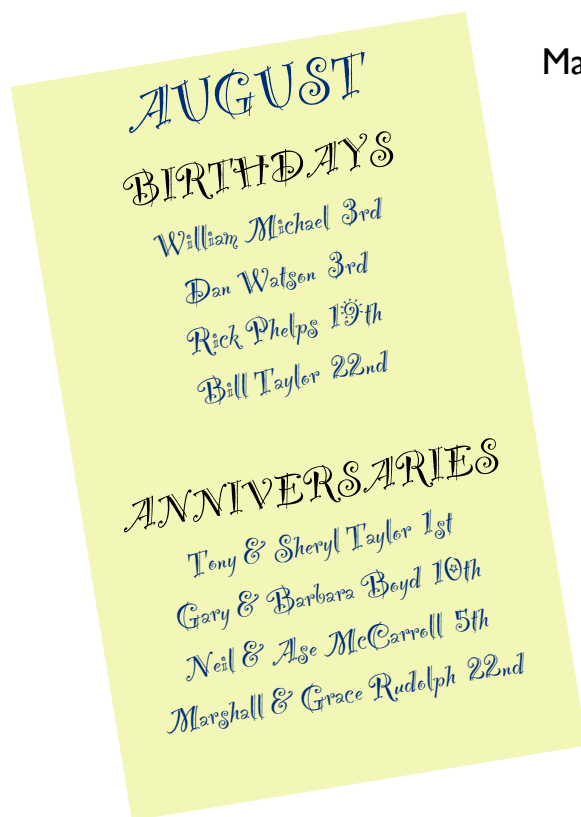 AUGUST
Ma
BIRTHDAYS
William Michael 3rd
Dan Watson 3rd
Rick Phelps 19th
Bill Taylor 22nd
ANNIVERSARIES
Tony & Sheryl Taylor 1st
Gary & Barbara Boyd 10th
Neil & Ase McCarroll 5th
Marshall & Grace Rudolph 22nd